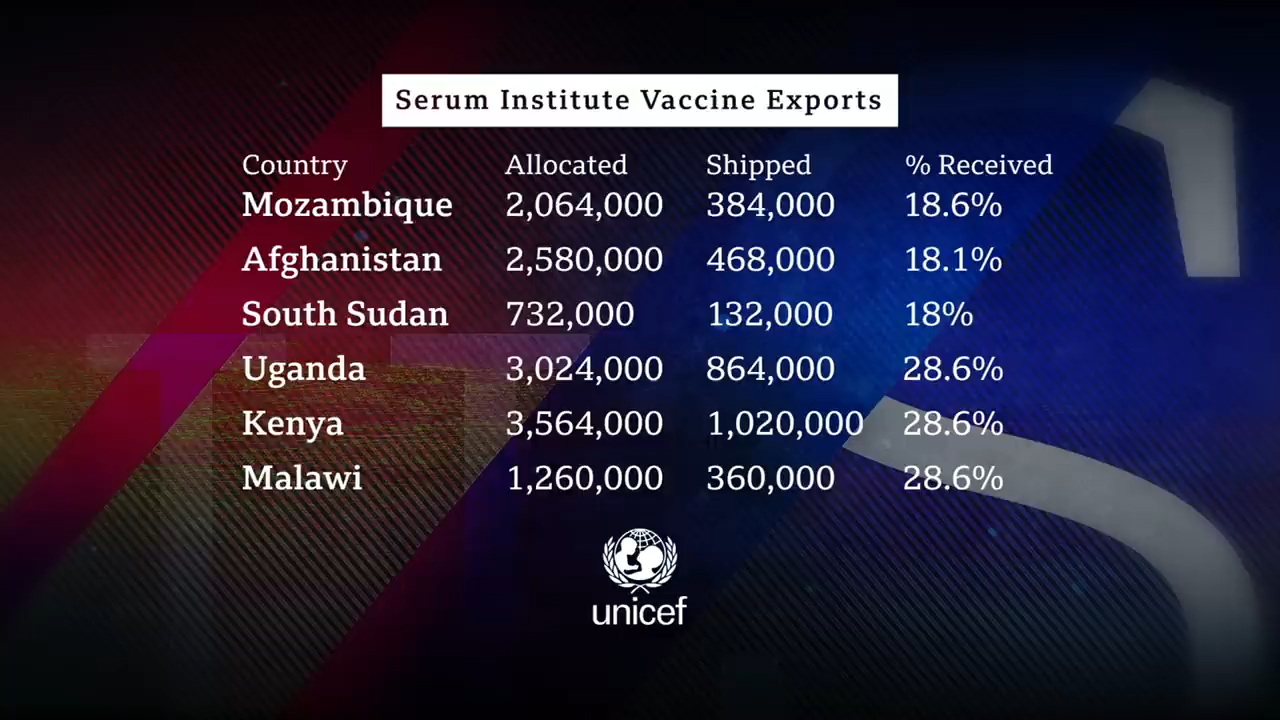 Serum Institute Vaccine Exports
Country Allocated Shipped % Received
Mozambique 2,064,000 384,000 18.6%
Afghanistan 2,580,000 468,000 18.1%
South Sudan 732,000 132,000 18%
Uganda 3,024,000 864,000 28.6%
Kenya 3,564,000 1,020,000 28.6%
Malawi 1,260,000 360,000 28.6%
unicef